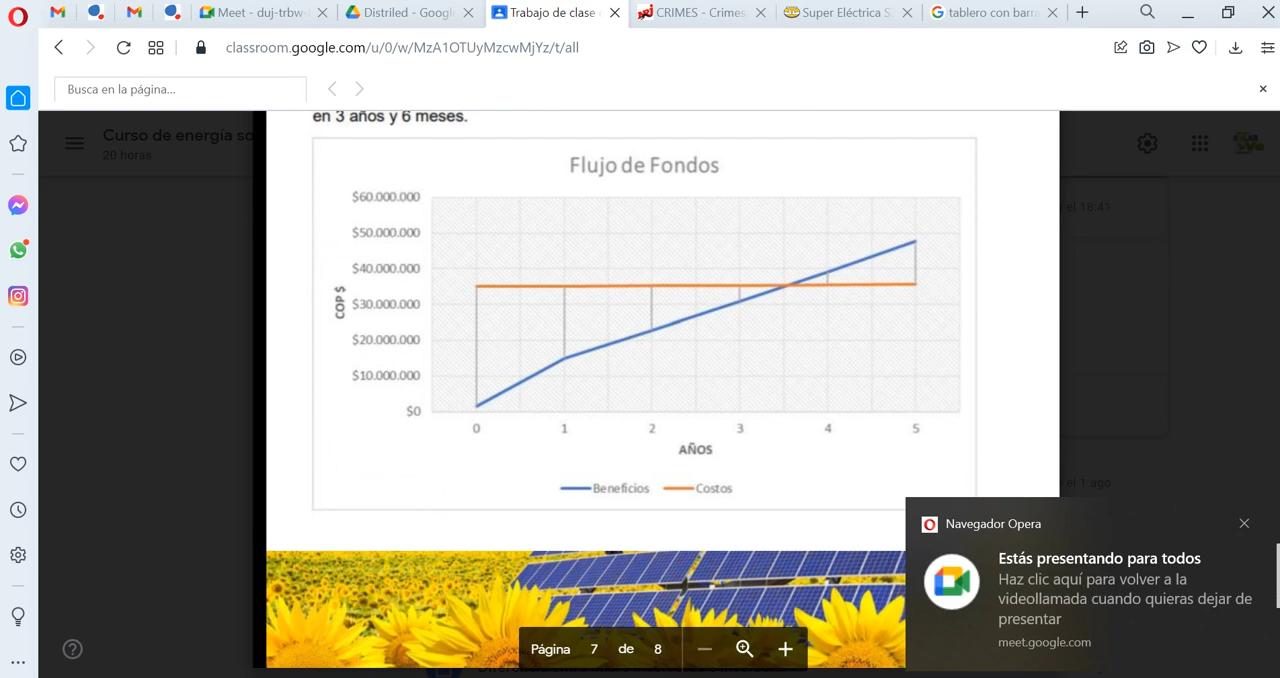 Meet - duj-trbw-
Distriled - Google
Trabajo de clase
CRIMES - Crimes
Super Eléctrica S
tablero con barra
classroom.google.com/u/0/w/MzA1OTUyMzcwMjYz/t/all
Busca en la página...
en 3 años y 6 meses.
Curso de energía so
20 horas
el 18:41
Flujo de Fondos
$60.000.000
$50.000.000
$40.000.000
$30.000.000
$20.000.000
$10.000.000
$0
COP $
0 1 2 3 4 5
AÑOS
Beneficios Costos
el 1 ago
Navegador Opera
Estás presentando para todos
Haz clic aquí para volver a la
videollamada cuando quieras dejar de
presentar
meet.google.com
Página 7 de 8